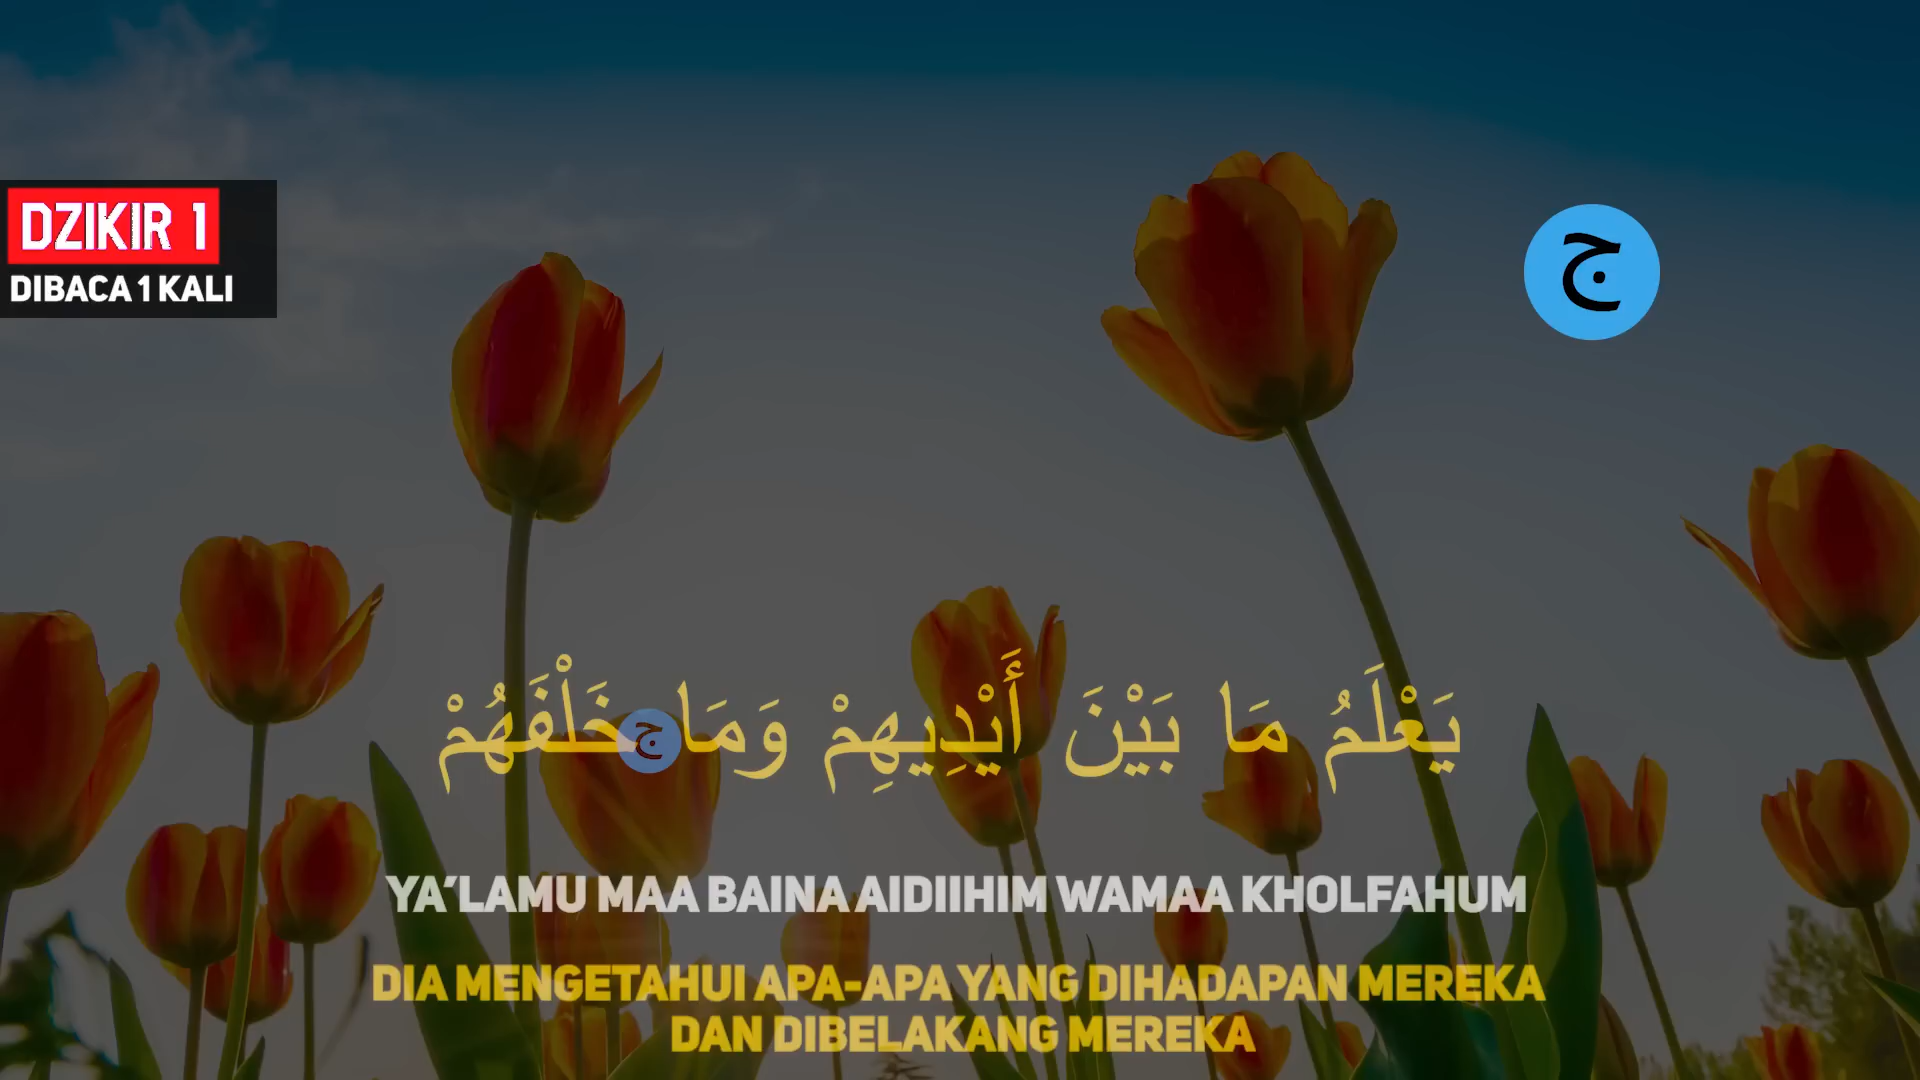 DZIKIR 1
DIBACA 1 KALI
ج
يَعْلَمُ مَا بَيْنَ أَيْدِيهِمْ وَمَا خَلْفَهُمْ
ج
YA'LAMU MAA BAINA AIDIIHIM WAMAA KHOLFAHUM
DIA MENGETAHUI APA-APA YANG DIHADAPAN MEREKA
DAN DIBELAKANG MEREKA